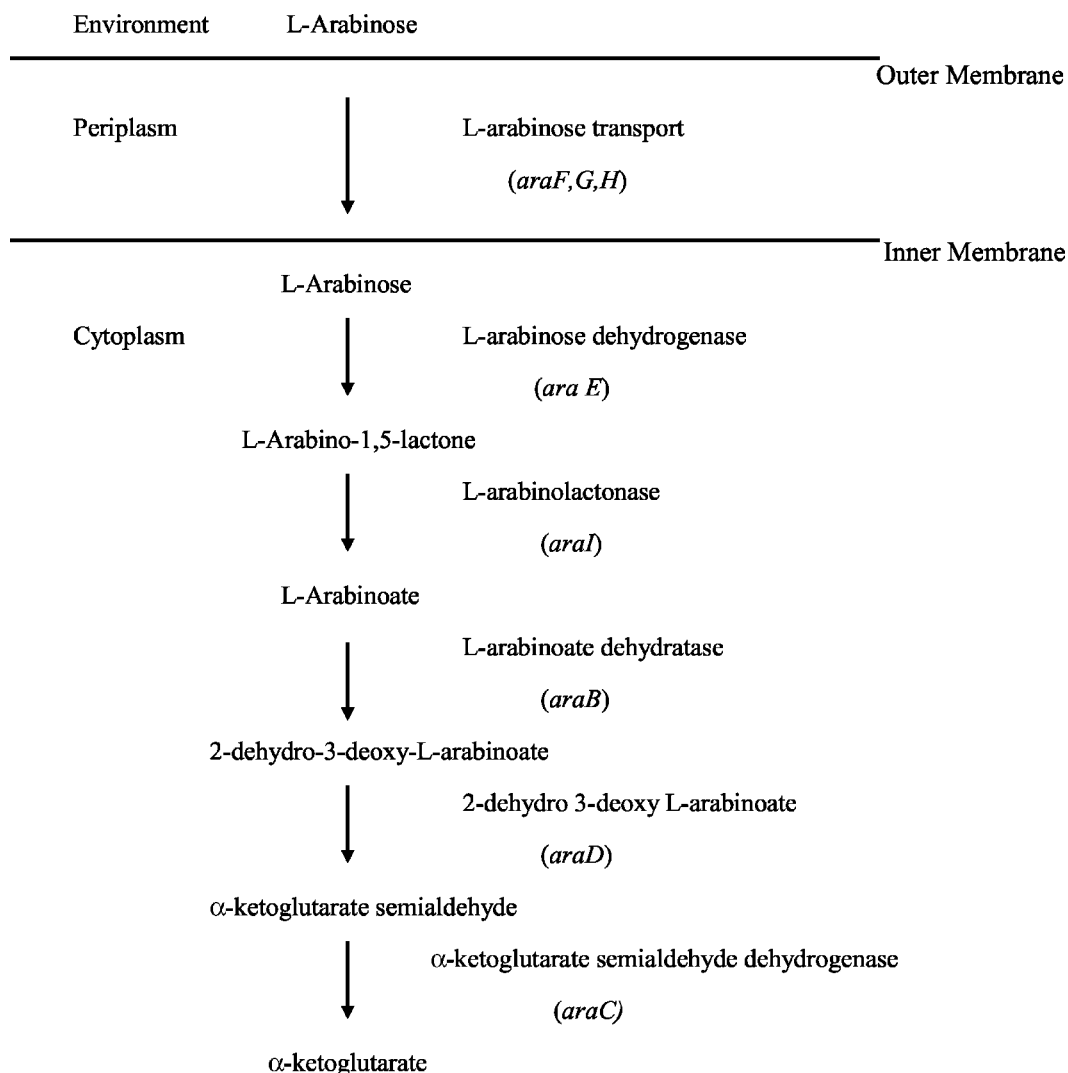 Environment L-Arabinose
Outer Membrane
Periplasm L-arabinose transport
(araF,G,H)
Inner Membrane
L-Arabinose
Cytoplasm L-arabinose dehydrogenase
(ara E)
L-Arabino-1,5-lactone
L-arabinolactonase
(araI)
L-Arabinoate
L-arabinoate dehydratase
(araB)
2-dehydro-3-deoxy-L-arabinoate
2-dehydro 3-deoxy L-arabinoate
(araD)
α-ketoglutarate semialdehyde
α-ketoglutarate semialdehyde dehydrogenase
(araC)
α-ketoglutarate